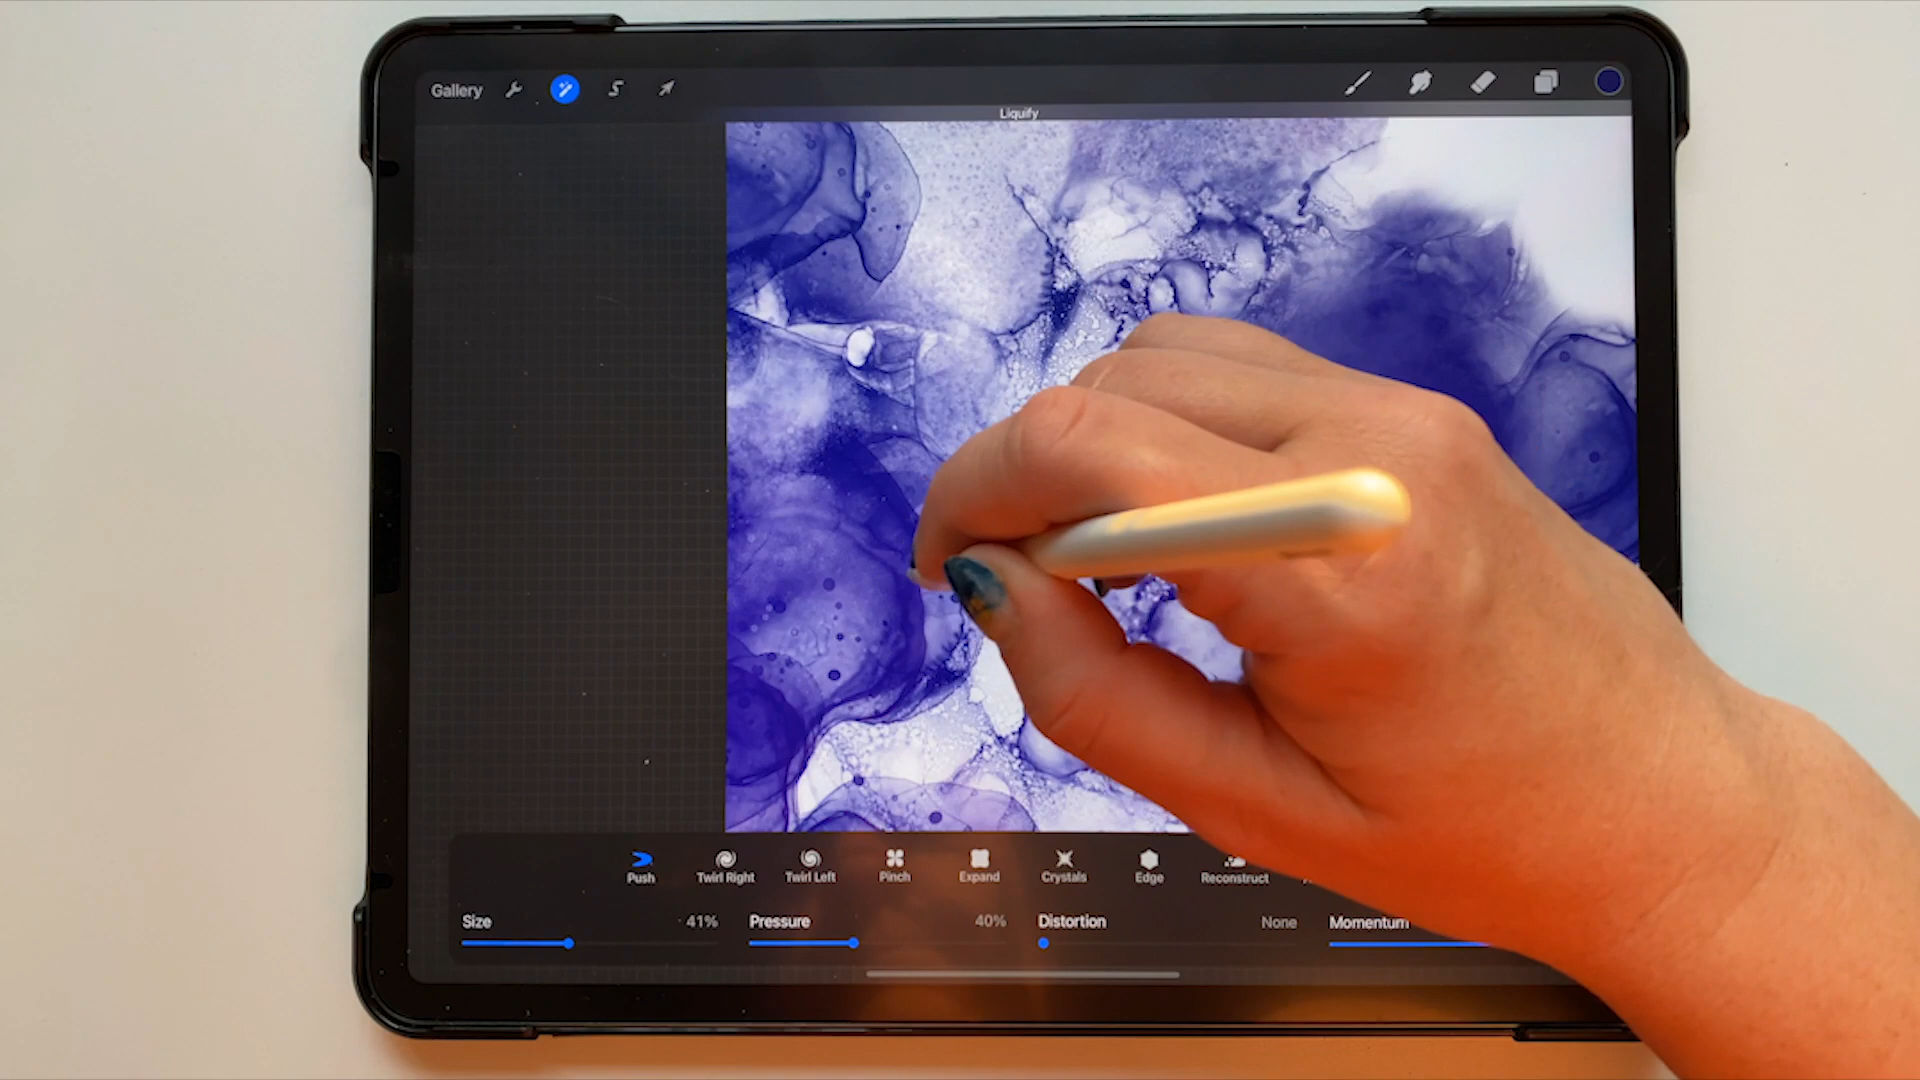 Gallery
Liquify
Push Twirl Right Twirl Left Pinch Expand Crystals Edge Reconstruct
Size 41% Pressure 40% Distortion None Momentum